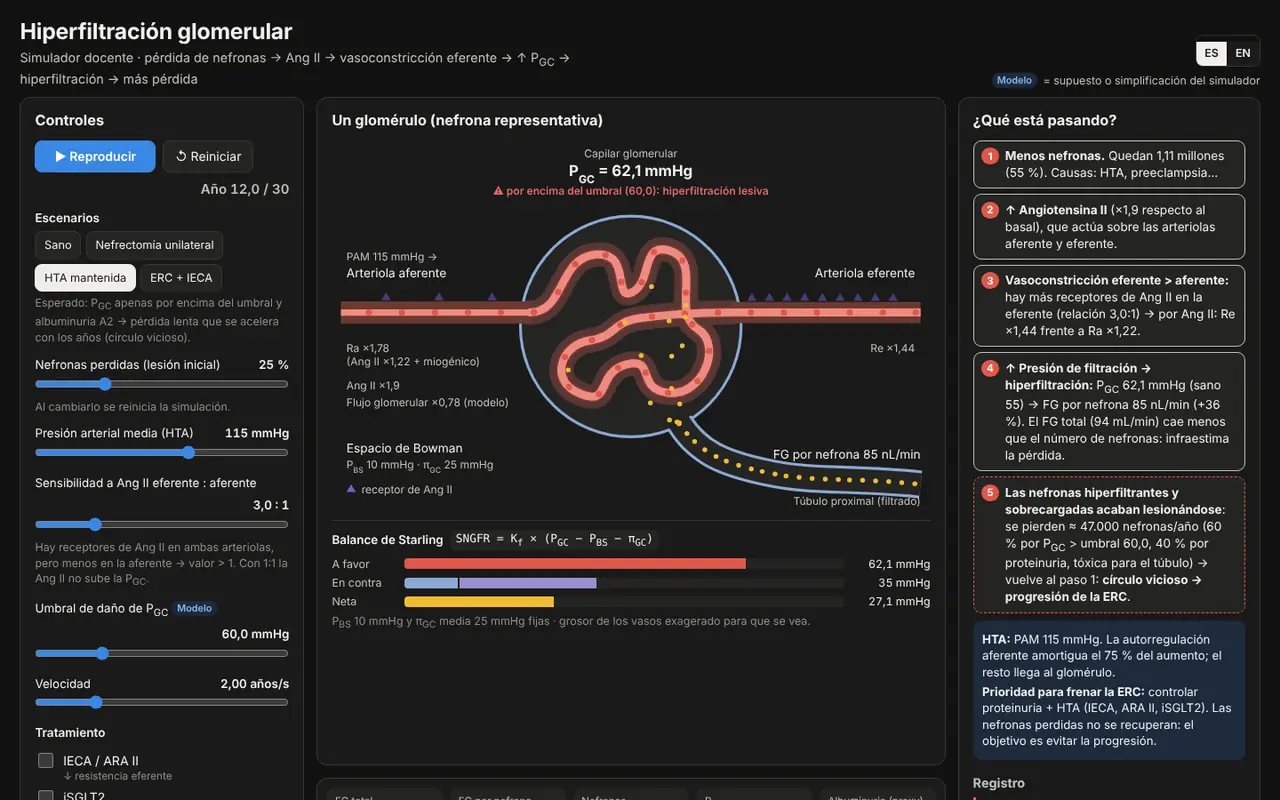 Hiperfiltración glomerular
Simulador docente · pérdida de nefronas → Ang II → vasoconstricción eferente → ↑ PGC →
hiperfiltración → más pérdida
ES EN
Modelo = supuesto o simplificación del simulador
Controles
▶ Reproducir
↺ Reiniciar
Año 12,0 / 30
Escenarios
Sano
Nefrectomía unilateral
HTA mantenida
ERC + IECA
Esperado: PGC apenas por encima del umbral y
albuminuria A2 → pérdida lenta que se acelera
con los años (círculo vicioso).
Nefronas perdidas (lesión inicial) 25 %
Al cambiarlo se reinicia la simulación.
Presión arterial media (HTA) 115 mmHg
Sensibilidad a Ang II eferente : aferente
3,0 : 1
Hay receptores de Ang II en ambas arteriolas,
pero menos en la aferente → valor > 1. Con 1:1 la
Ang II no sube la PGC.
Umbral de daño de PGC Modelo
60,0 mmHg
Velocidad 2,00 años/s
Tratamiento
IECA / ARA II
↓ resistencia eferente
iSGLT2
Un glomérulo (nefrona representativa)
Capilar glomerular
PGC = 62,1 mmHg
⚠ por encima del umbral (60,0): hiperfiltración lesiva
PAM 115 mmHg →
Arteriola aferente
Arteriola eferente
Ra ×1,78
(Ang II ×1,22 + miogénico)
Re ×1,44
Ang II ×1,9
Flujo glomerular ×0,78 (modelo)
Espacio de Bowman
PBS 10 mmHg · πGC 25 mmHg
▲ receptor de Ang II
FG por nefrona 85 nL/min
Túbulo proximal (filtrado)
Balance de Starling SNGFR = Kf × (PGC − PBS − πGC)
A favor 62,1 mmHg
En contra 35 mmHg
Neta 27,1 mmHg
PBS 10 mmHg y πGC media 25 mmHg fijas · grosor de los vasos exagerado para que se vea.
¿Qué está pasando?
1 Menos nefronas. Quedan 1,11 millones
(55 %). Causas: HTA, preeclampsia…
2 ↑ Angiotensina II (×1,9 respecto al
basal), que actúa sobre las arteriolas
aferente y eferente.
3 Vasoconstricción eferente > aferente:
hay más receptores de Ang II en la
eferente (relación 3,0:1) → por Ang II: Re
×1,44 frente a Ra ×1,22.
4 ↑ Presión de filtración →
hiperfiltración: PGC 62,1 mmHg (sano
55) → FG por nefrona 85 nL/min (+36
%). El FG total (94 mL/min) cae menos
que el número de nefronas: infraestima
la pérdida.
5 Las nefronas hiperfiltrantes y
sobrecargadas acaban lesionándose:
se pierden ≈ 47.000 nefronas/año (60
% por PGC > umbral 60,0, 40 % por
proteinuria, tóxica para el túbulo) →
vuelve al paso 1: círculo vicioso →
progresión de la ERC.
HTA: PAM 115 mmHg. La autorregulación
aferente amortigua el 75 % del aumento; el
resto llega al glomérulo.
Prioridad para frenar la ERC: controlar
proteinuria + HTA (IECA, ARA II, iSGLT2). Las
nefronas perdidas no se recuperan: el
objetivo es evitar la progresión.
Registro